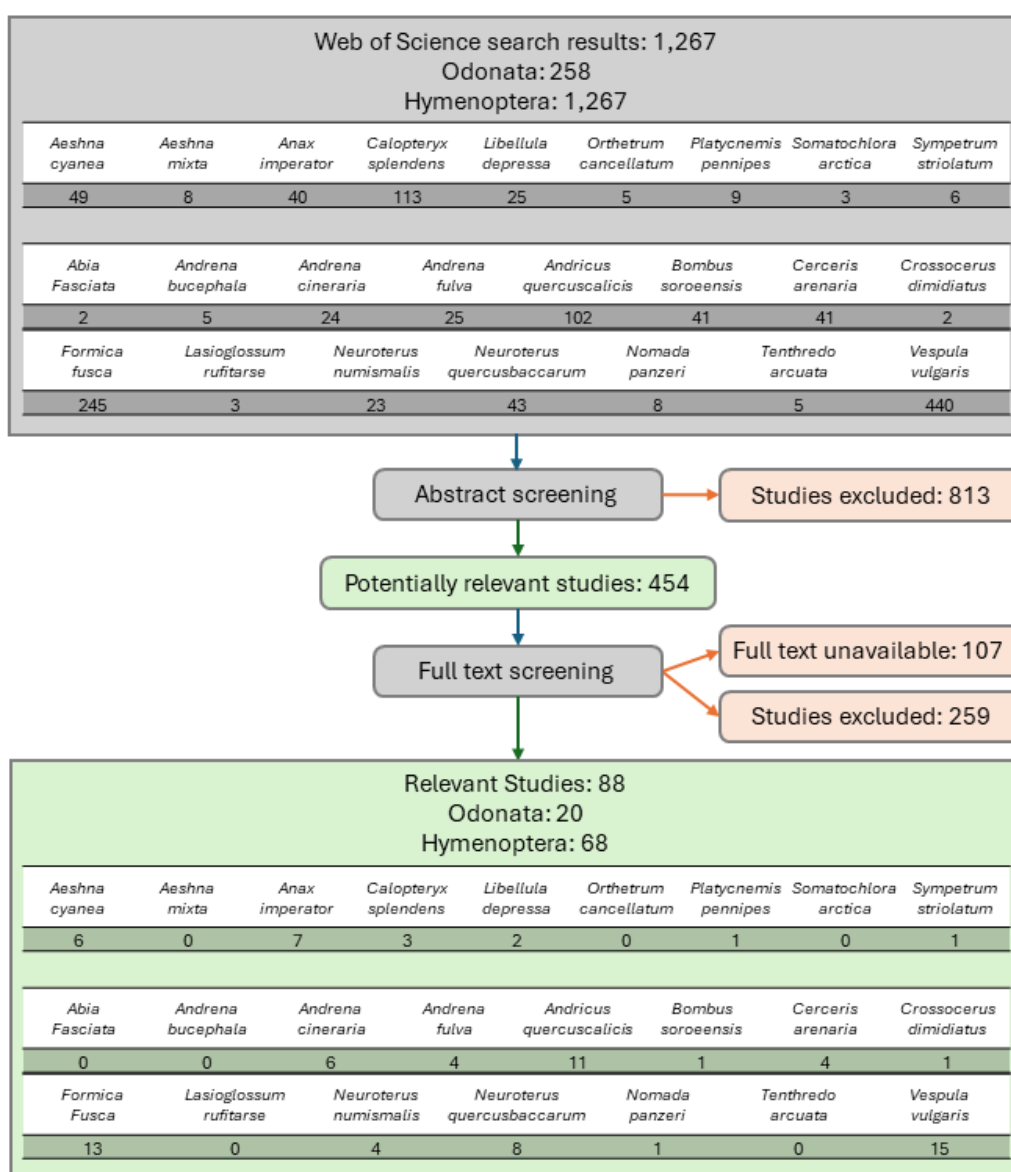 Web of Science search results: 1,267
Odonata: 258
Hymenoptera: 1,267
Aeshna Aeshna Anax Calopteryx Libellula Orthetrum Platycnemis Somatochlora Sympetrum
cyanea mixta imperator splendens depressa cancellatum pennipes arctica striolatum
49 8 40 113 25 5 9 3 6
Abia Andrena Andrena Andrena Andricus Bombus Cerceris Crossocerus
Fasciata bucephala cineraria fulva quercuscalicis soroeensis arenaria dimidiatus
2 5 24 25 102 41 41 2
Formica Lasioglossum Neuroterus Neuroterus Nomada Tenthredo Vespula
fusca rufitarse numismalis quercusbaccarum panzeri arcuata vulgaris
245 3 23 43 8 5 440
Abstract screening
Studies excluded: 813
Potentially relevant studies: 454
Full text screening
Full text unavailable: 107
Studies excluded: 259
Relevant Studies: 88
Odonata: 20
Hymenoptera: 68
Aeshna Aeshna Anax Calopteryx Libellula Orthetrum Platycnemis Somatochlora Sympetrum
cyanea mixta imperator splendens depressa cancellatum pennipes arctica striolatum
6 0 7 3 2 0 1 0 1
Abia Andrena Andrena Andrena Andricus Bombus Cerceris Crossocerus
Fasciata bucephala cineraria fulva quercuscalicis soroeensis arenaria dimidiatus
0 0 6 4 11 1 4 1
Formica Lasioglossum Neuroterus Neuroterus Nomada Tenthredo Vespula
Fusca rufitarse numismalis quercusbaccarum panzeri arcuata vulgaris
13 0 4 8 1 0 15